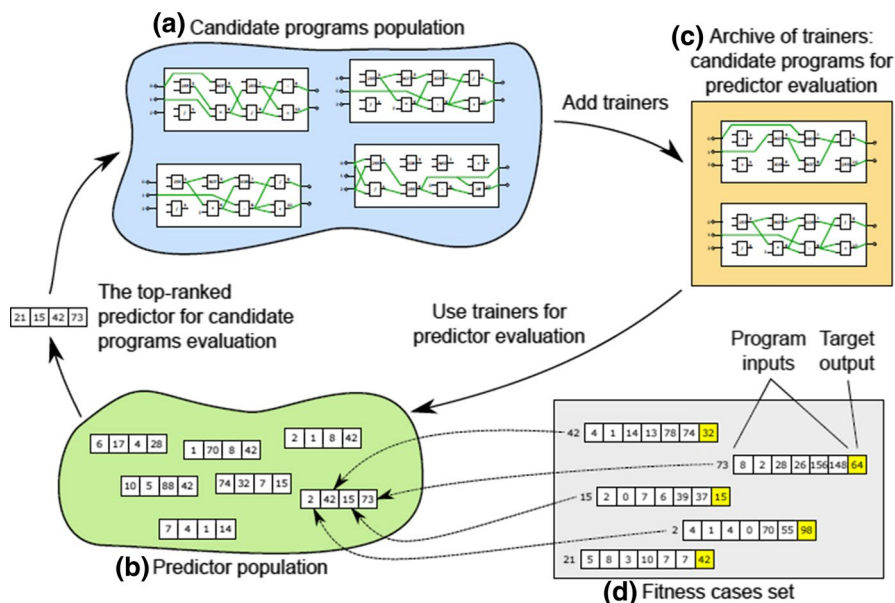 (a) Candidate programs population
(c) Archive of trainers:
candidate programs for
predictor evaluation
Add trainers
The top-ranked
predictor for candidate
programs evaluation
21 15 42 73
Use trainers for
predictor evaluation
Program
inputs
Target
output
6 17 4 28
1 70 8 42
2 1 8 42
10 5 88 42
74 32 7 15
2 42 15 73
7 4 1 14
(b) Predictor population
42 4 1 14 13 78 74 32
73 8 2 28 26 156 148 64
15 2 0 7 6 39 37 15
2 4 1 4 0 70 55 98
21 5 8 3 10 7 7 42
(d) Fitness cases set